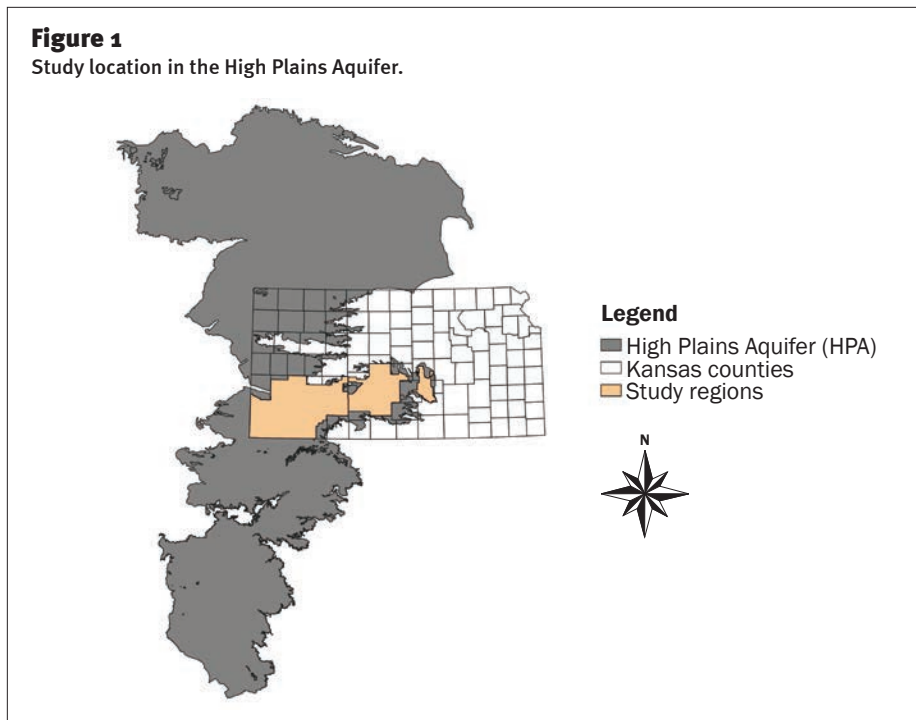 Figure 1
Study location in the High Plains Aquifer.
Legend
High Plains Aquifer (HPA)
Kansas counties
Study regions
N